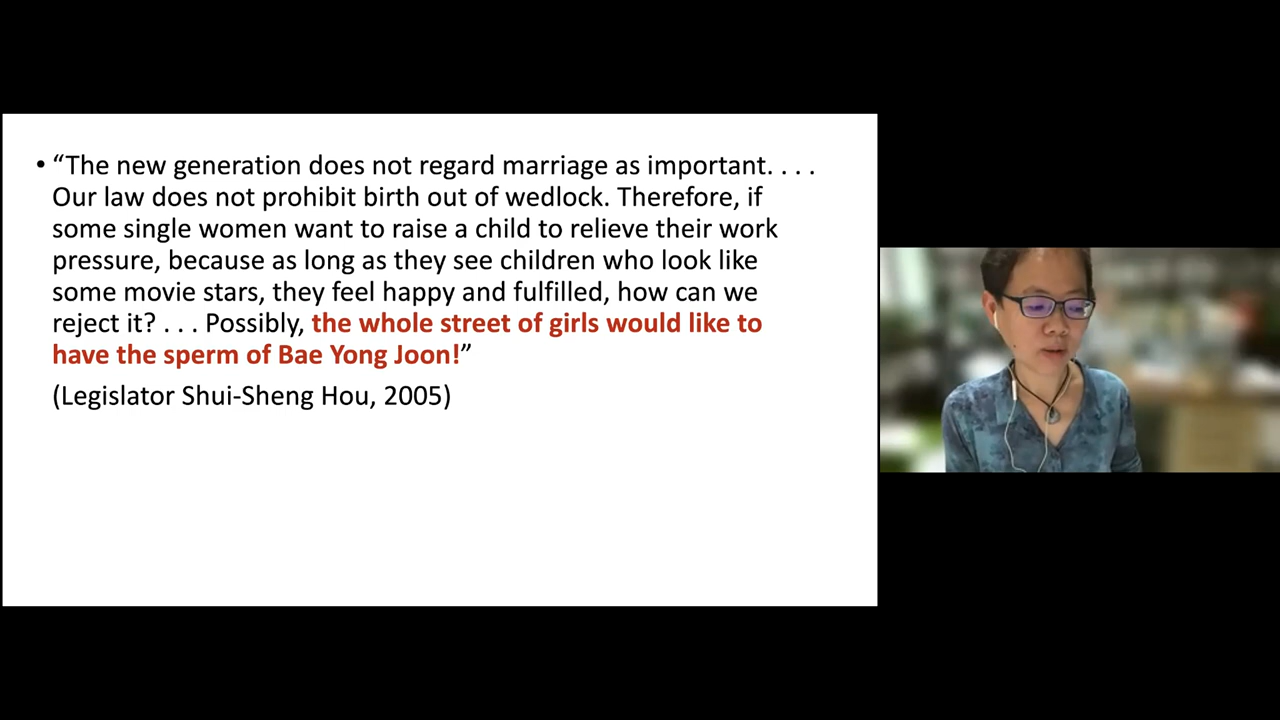 • “The new generation does not regard marriage as important. . . .
Our law does not prohibit birth out of wedlock. Therefore, if
some single women want to raise a child to relieve their work
pressure, because as long as they see children who look like
some movie stars, they feel happy and fulfilled, how can we
reject it? . . . Possibly, the whole street of girls would like to
have the sperm of Bae Yong Joon!”
(Legislator Shui-Sheng Hou, 2005)